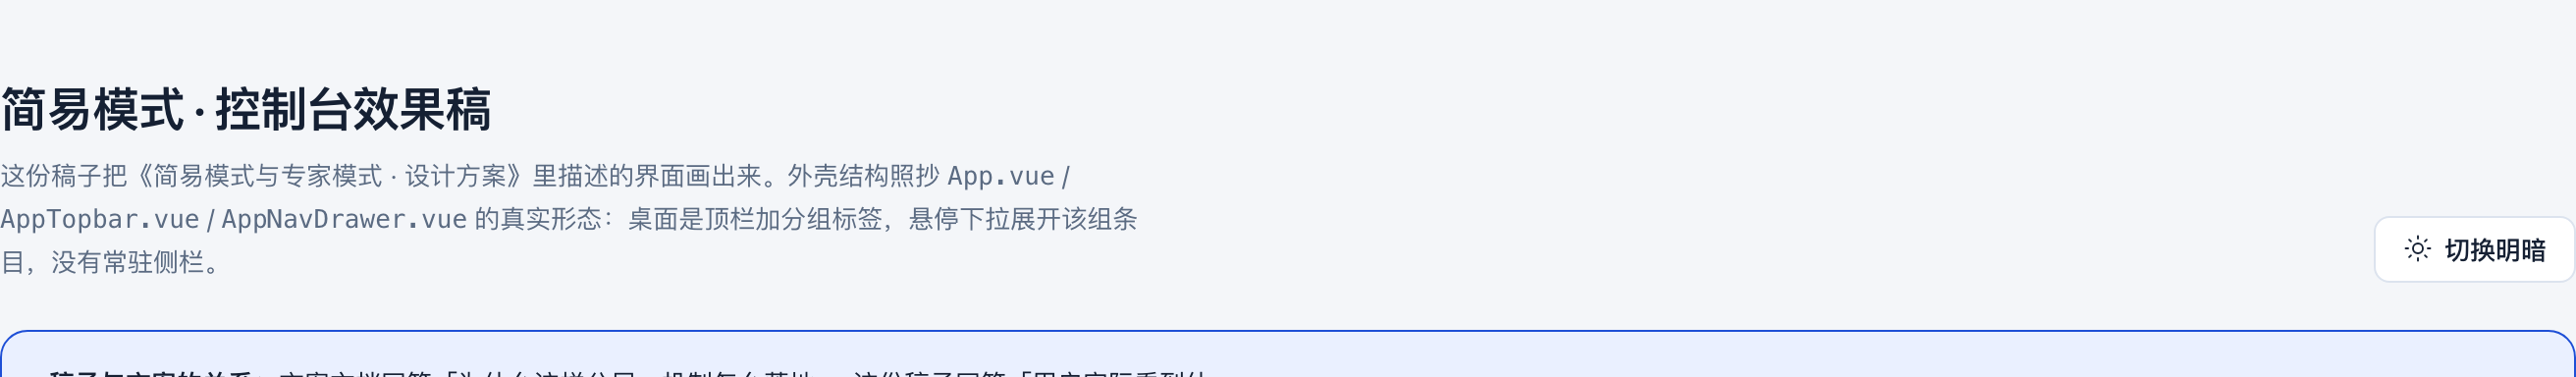 简易模式 · 控制台效果稿
这份稿子把《简易模式与专家模式 · 设计方案》里描述的界面画出来。外壳结构照抄 App.vue /
AppTopbar.vue / AppNavDrawer.vue 的真实形态：桌面是顶栏加分组标签，悬停下拉展开该组条
目，没有常驻侧栏。
切换明暗